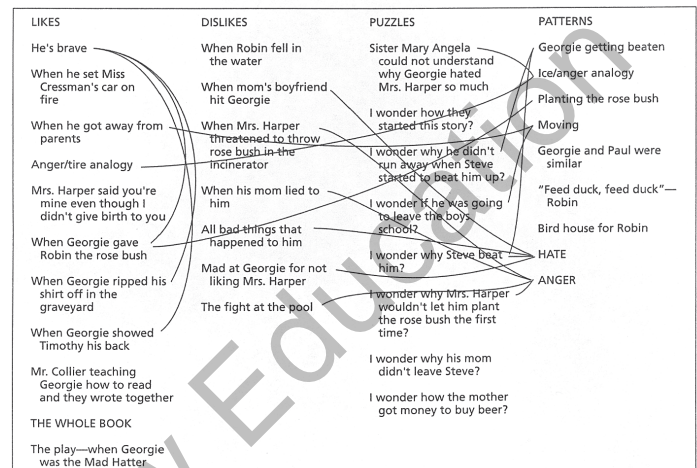 LIKES
He's brave
When he set Miss
Cressman's car on
fire
When he got away from
parents
Anger/tire analogy
Mrs. Harper said you're
mine even though I
didn't give birth to you
When Georgie gave
Robin the rose bush
When Georgie ripped his
shirt off in the
graveyard
When Georgie showed
Timothy his back
Mr. Collier teaching
Georgie how to read
and they wrote together
THE WHOLE BOOK
The play—when Georgie
was the Mad Hatter
DISLIKES
When Robin fell in
the water
When mom's boyfriend
hit Georgie
When Mrs. Harper
threatened to throw
rose bush in the
incinerator
When his mom lied to
him
All bad things that
happened to him
Mad at Georgie for not
liking Mrs. Harper
The fight at the pool
PUZZLES
Sister Mary Angela
could not understand
why Georgie hated
Mrs. Harper so much
I wonder how they
started this story?
I wonder why he didn't
run away when Steve
started to beat him up?
I wonder if he was going
to leave the boys
school?
I wonder why Steve beat
him?
I wonder why Mrs. Harper
wouldn't let him plant
the rose bush the first
time?
I wonder why his mom
didn't leave Steve?
I wonder how the mother
got money to buy beer?
PATTERNS
Georgie getting beaten
Ice/anger analogy
Planting the rose bush
Moving
Georgie and Paul were
similar
"Feed duck, feed duck"—
Robin
Bird house for Robin
HATE
ANGER
y Education